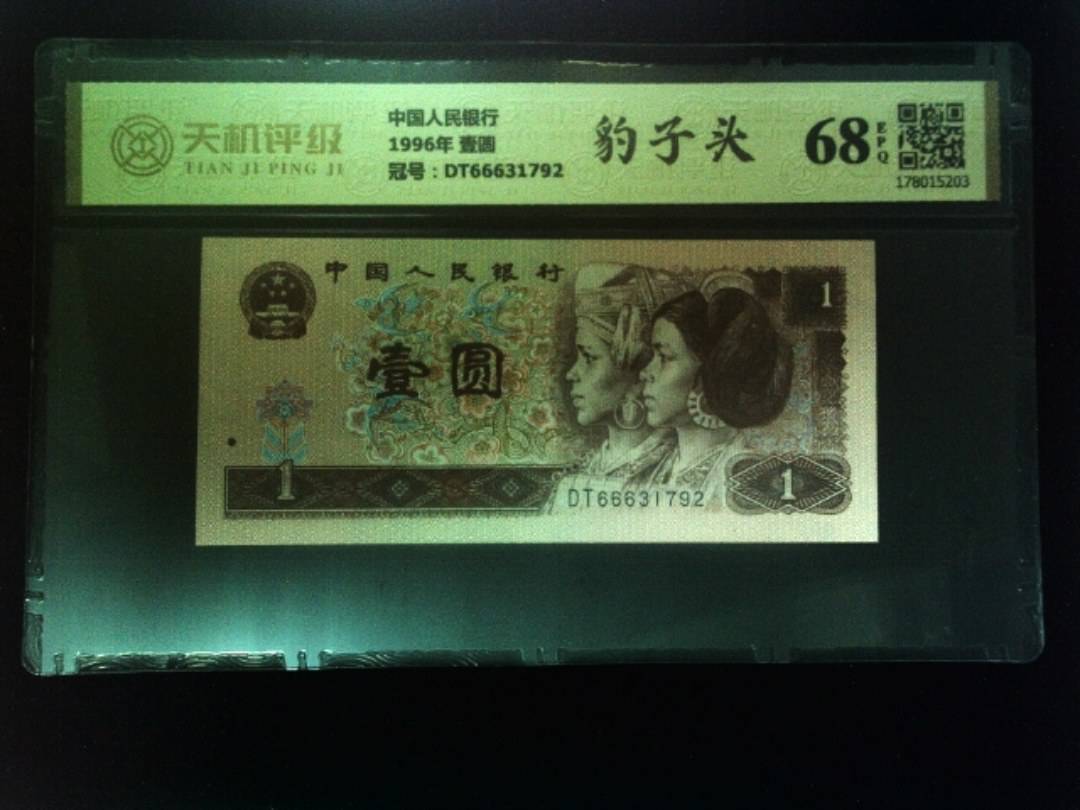 天机评级
TIAN JI PING JI
中国人民银行
1996年 壹圆
冠号：DT66631792
豹子头
68
EPQ
178015203
中国人民银行
1
壹圆
1
DT66631792
1